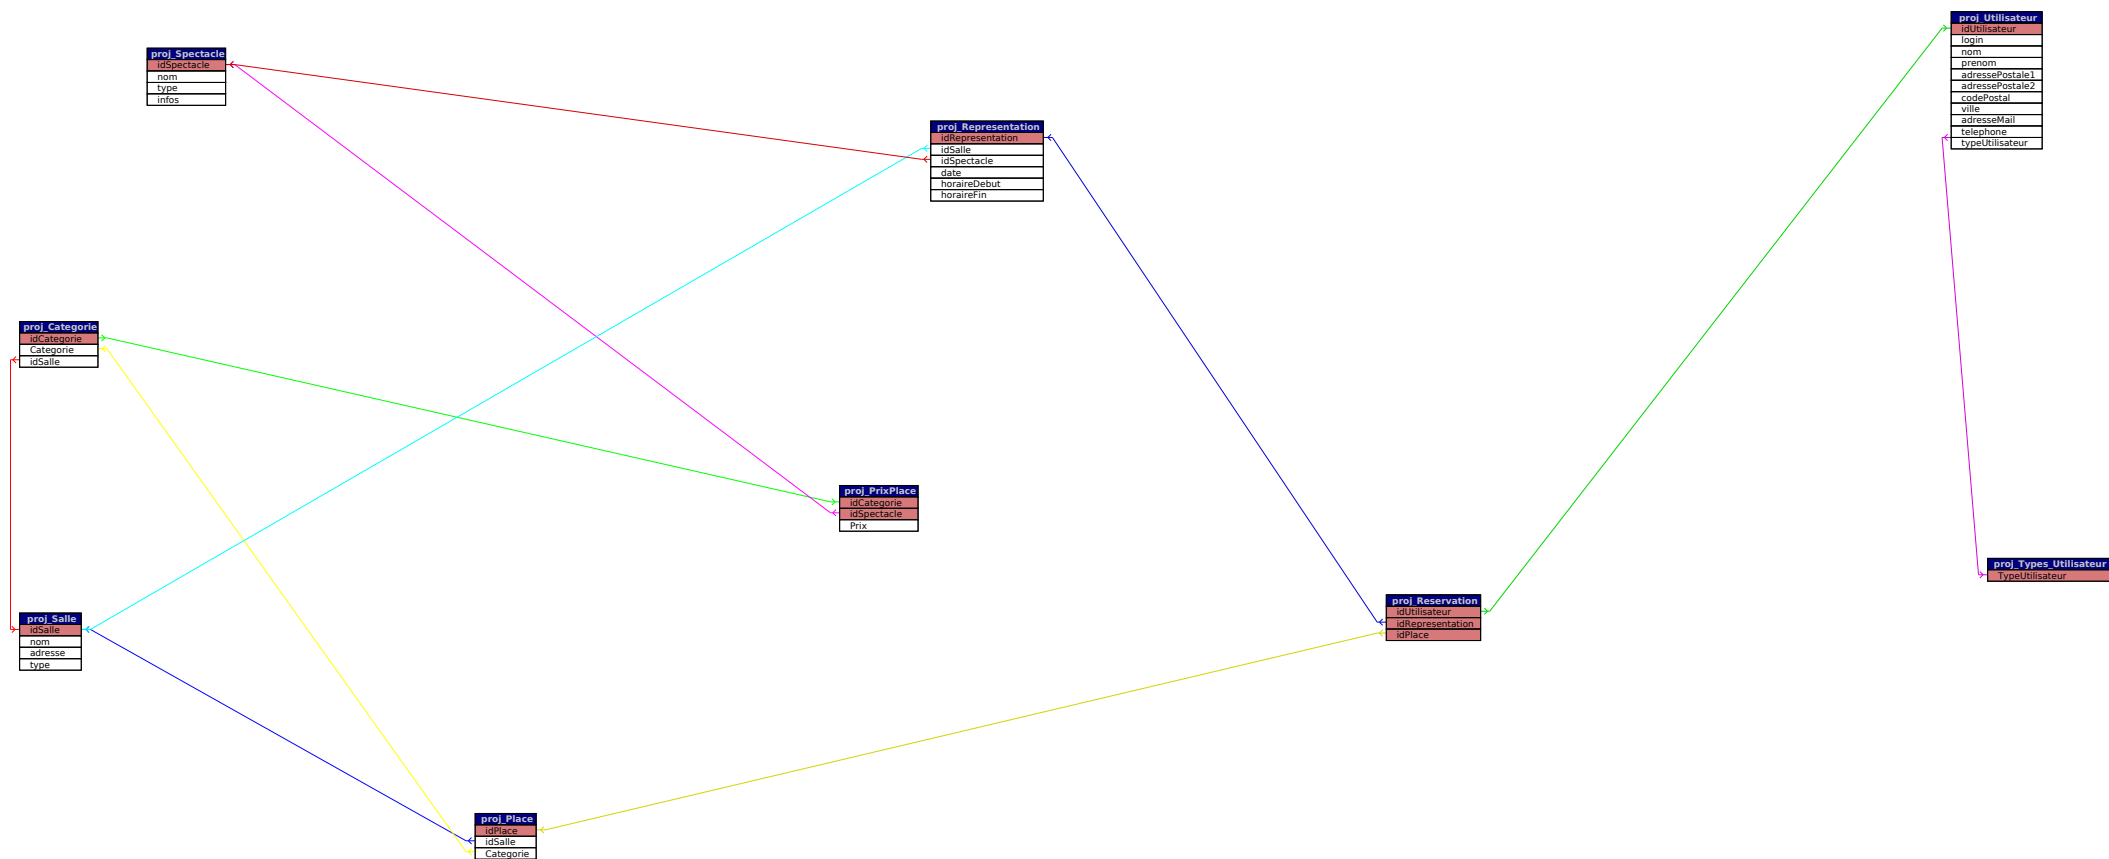 proj_Spectacle
idSpectacle
nom
type
infos
proj_Representation
idRepresentation
idSalle
idSpectacle
date
horaireDebut
horaireFin
proj_Utilisateur
idUtilisateur
login
nom
prenom
adressePostale1
adressePostale2
codePostal
ville
adresseMail
telephone
typeUtilisateur
proj_Categorie
idCategorie
Categorie
idSalle
proj_PrixPlace
idCategorie
idSpectacle
Prix
proj_Types_Utilisateur
TypeUtilisateur
proj_Salle
idSalle
nom
adresse
type
proj_Reservation
idUtilisateur
idRepresentation
idPlace
proj_Place
idPlace
idSalle
Categorie